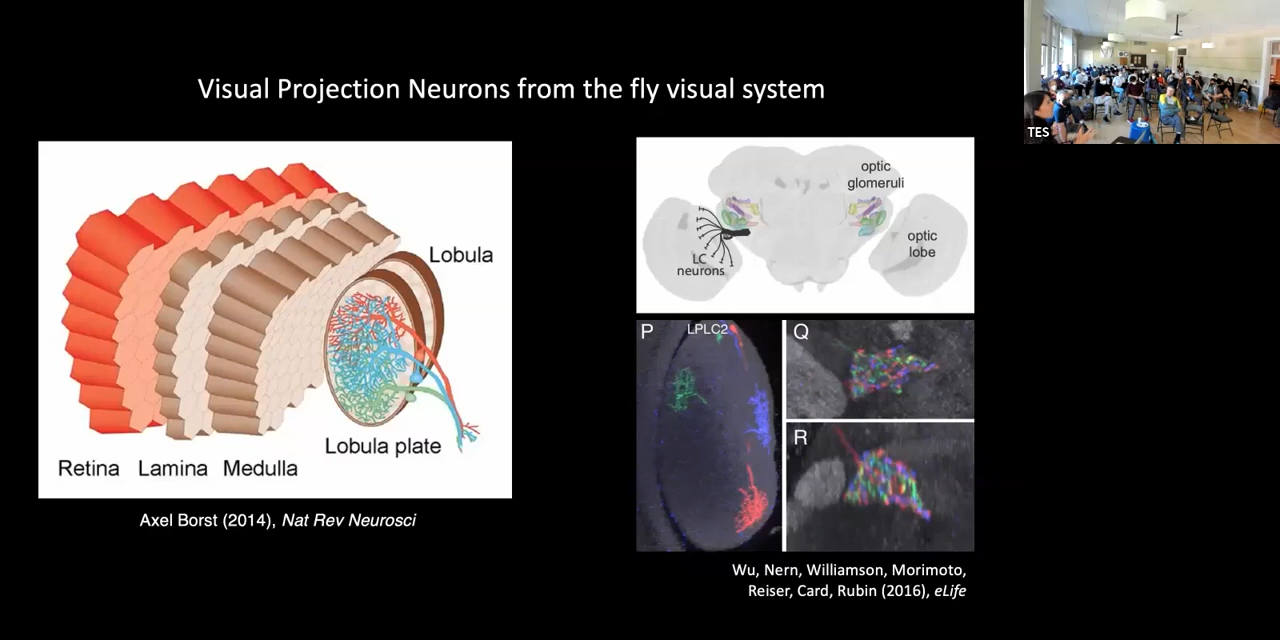 Visual Projection Neurons from the fly visual system
TES
Lobula
Lobula plate
Retina Lamina Medulla
Axel Borst (2014), Nat Rev Neurosci
optic
glomeruli
LC
neurons
optic
lobe
P
LPLC2
Q
R
Wu, Nern, Williamson, Morimoto,
Reiser, Card, Rubin (2016), eLife